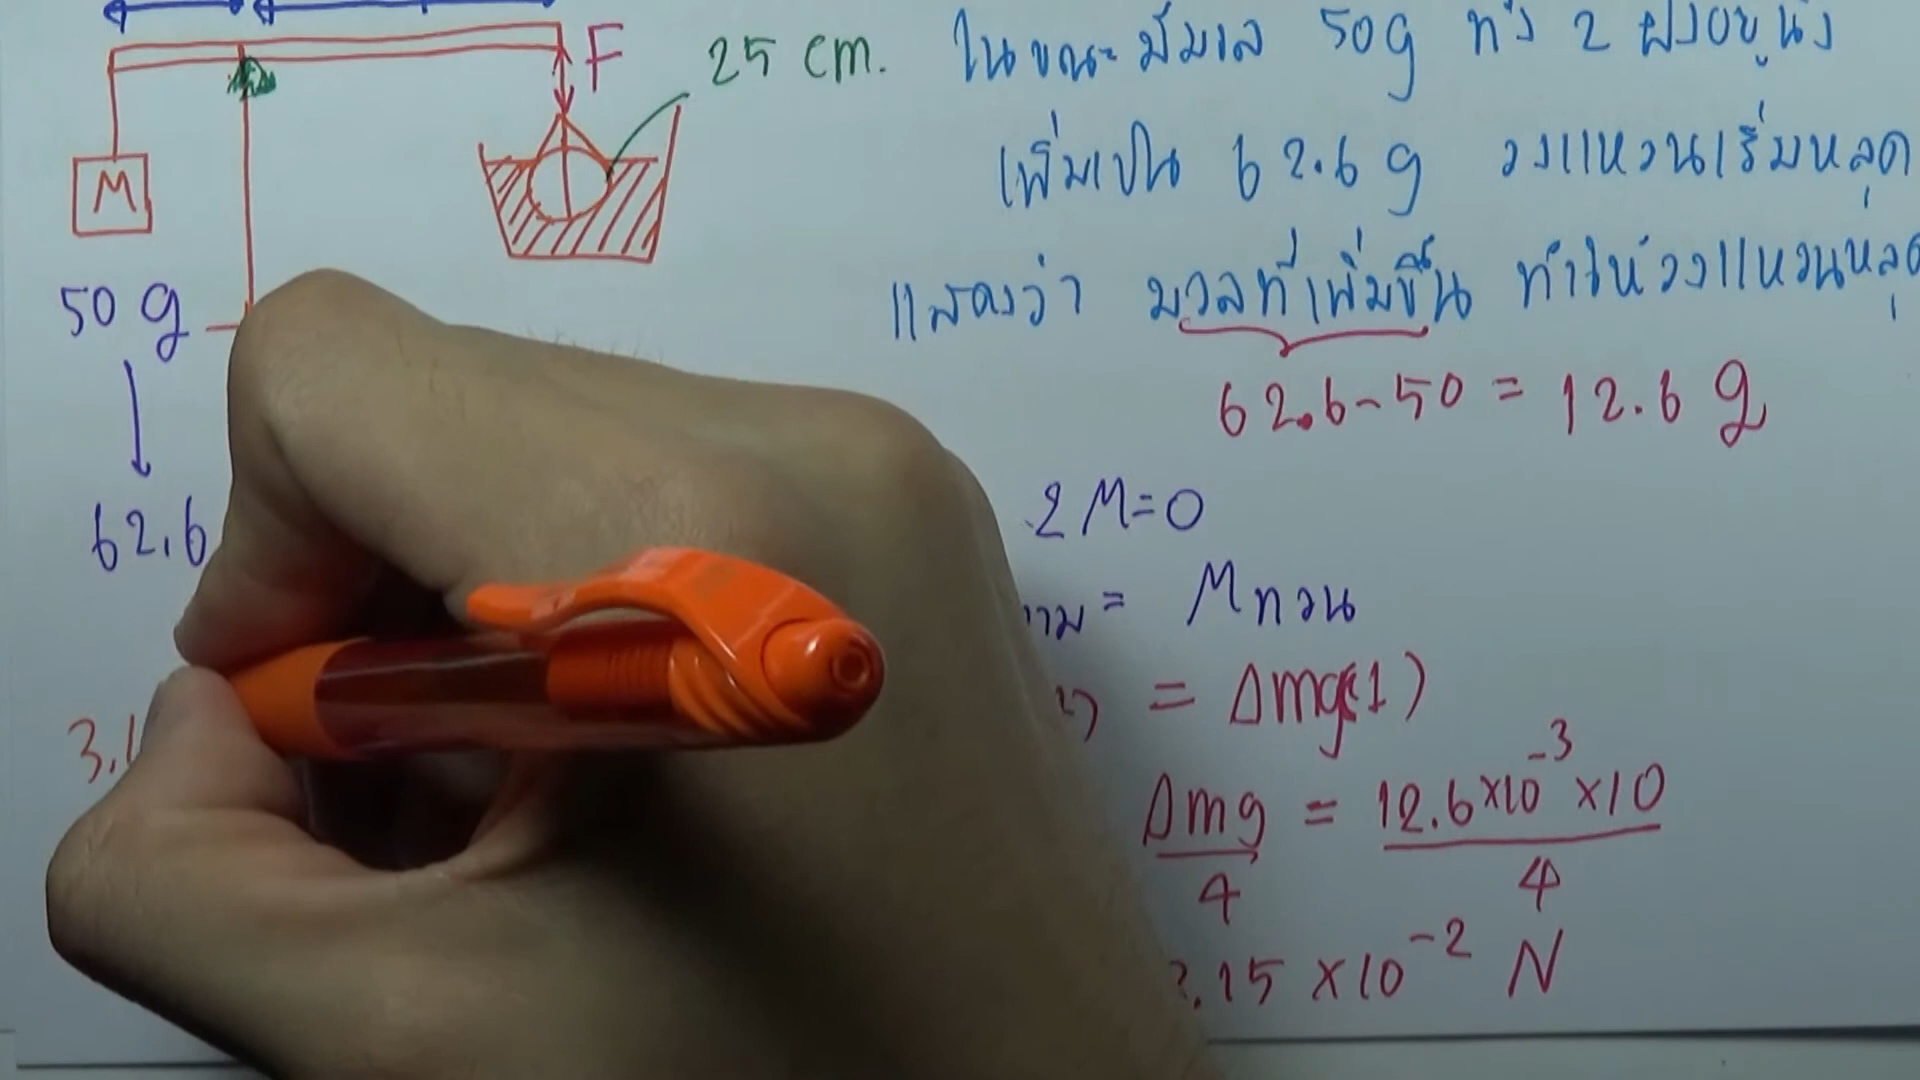 F
25 cm.
M
50 g
62.6
ในขณะมีมวล 50g ทั้ง 2 ฝั่งอยู่นิ่ง
เพิ่มเป็น 62.6 g วงแหวนเริ่มหลุด
แสดงว่า มวลที่เพิ่มขึ้น ทำให้วงแหวนหลุด
62.6-50 = 12.6 g
ΣM=0
= Mทวน
= Δmg(1)
Δmg/4 = 12.6×10⁻³×10/4
.15 ×10⁻² N
3.1